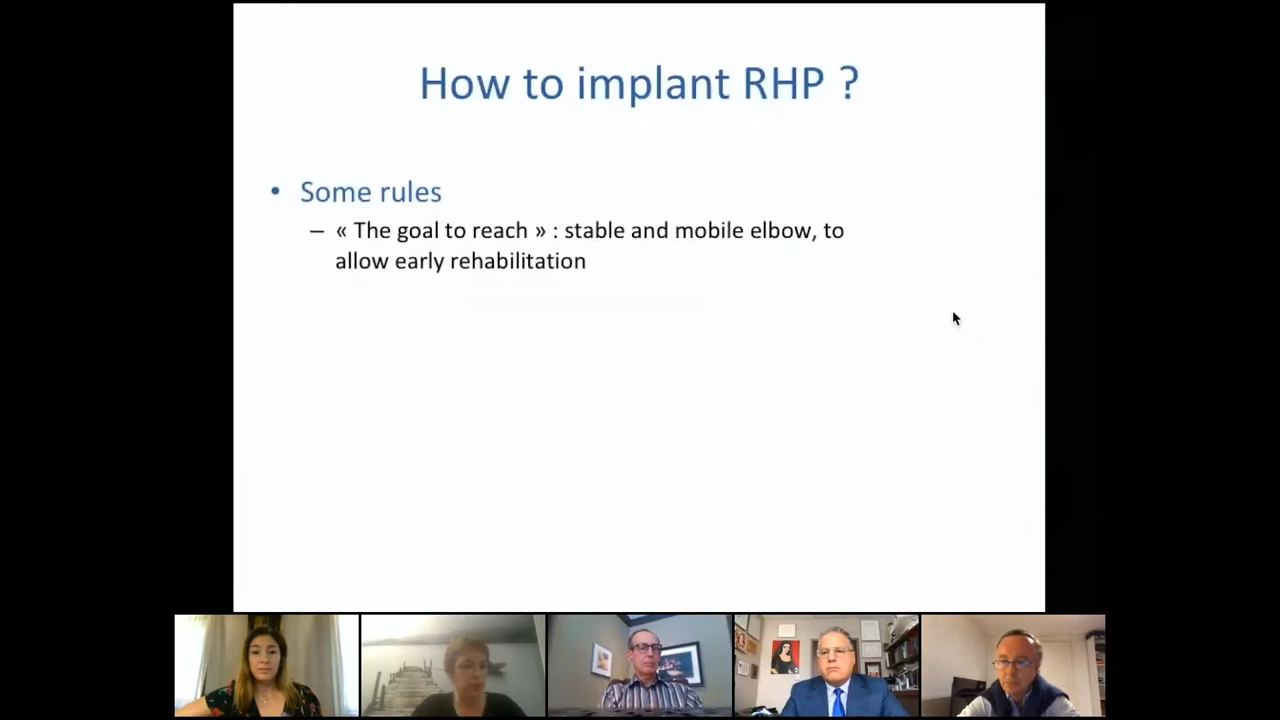 How to implant RHP ?
• Some rules
– « The goal to reach » : stable and mobile elbow, to
allow early rehabilitation